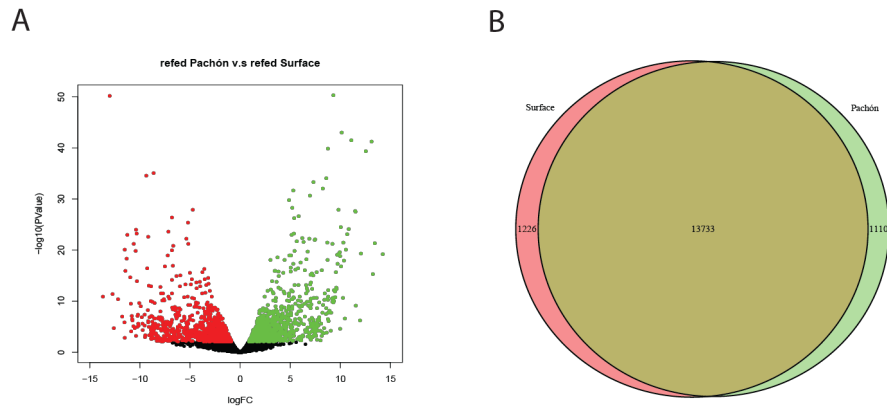 A
B
refed Pachón v.s refed Surface
−log10(PValue)
50
40
30
20
10
0
−15
−10
−5
0
5
10
15
logFC
Surface
Pachón
1226
13733
1110